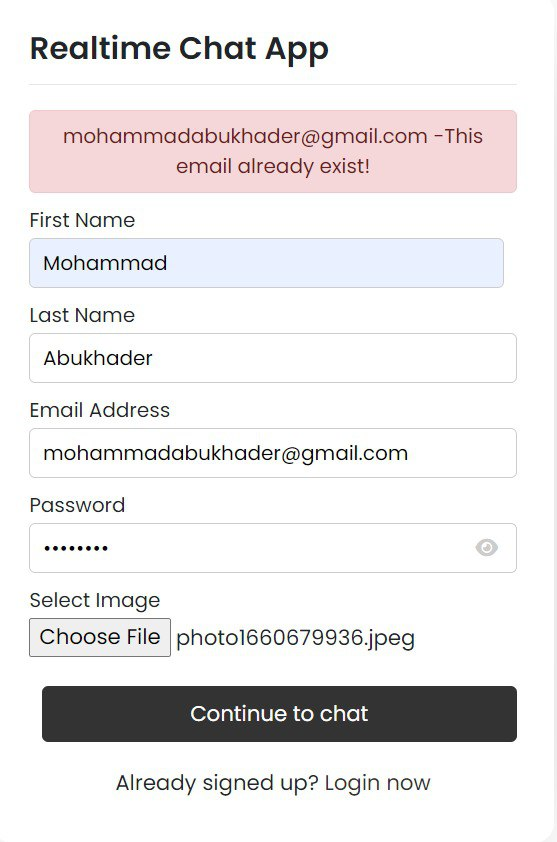 Realtime Chat App
mohammadabukhader@gmail.com -This
email already exist!
First Name
Mohammad
Last Name
Abukhader
Email Address
mohammadabukhader@gmail.com
Password
••••••••
Select Image
Choose File photo1660679936.jpeg
Continue to chat
Already signed up? Login now